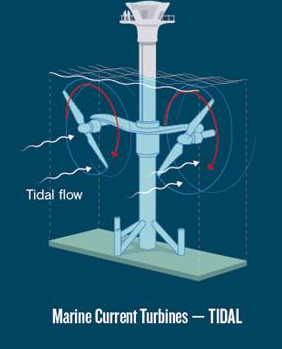 Tidal flow
Marine Current Turbines — TIDAL